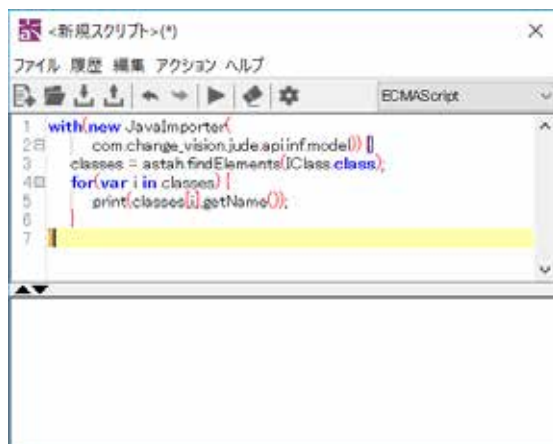 <新規スクリプト>(*)
ファイル 履歴 編集 アクション ヘルプ
ECMAScript
1 with(new JavaImporter(
2 com.change_vision.jude.api.inf.model)) {
3 classes = astah.findElements(IClass.class);
4 for(var i in classes) {
5 print(classes[i].getName());
6 }
7 }